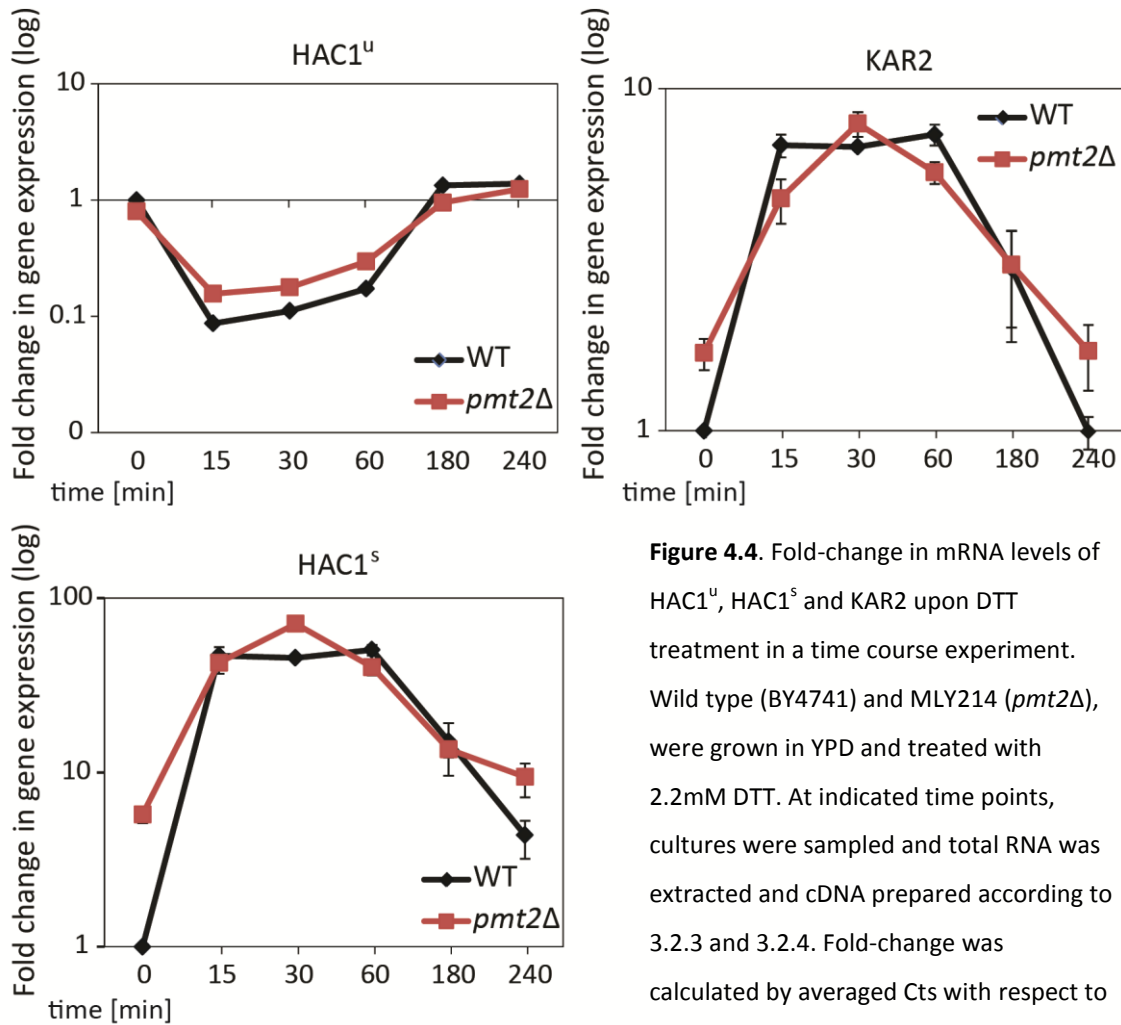 Fold change in gene expression (log)
HAC1ᵘ
10
1
0.1
0
0 15 30 60 180 240
time [min]
WT
pmt2Δ
Fold change in gene expression (log)
KAR2
10
1
0 15 30 60 180 240
time [min]
WT
pmt2Δ
Fold change in gene expression (log)
HAC1ˢ
100
10
1
0 15 30 60 180 240
time [min]
WT
pmt2Δ
Figure 4.4. Fold-change in mRNA levels of
HAC1ᵘ, HAC1ˢ and KAR2 upon DTT
treatment in a time course experiment.
Wild type (BY4741) and MLY214 (pmt2Δ),
were grown in YPD and treated with
2.2mM DTT. At indicated time points,
cultures were sampled and total RNA was
extracted and cDNA prepared according to
3.2.3 and 3.2.4. Fold-change was
calculated by averaged Cts with respect to